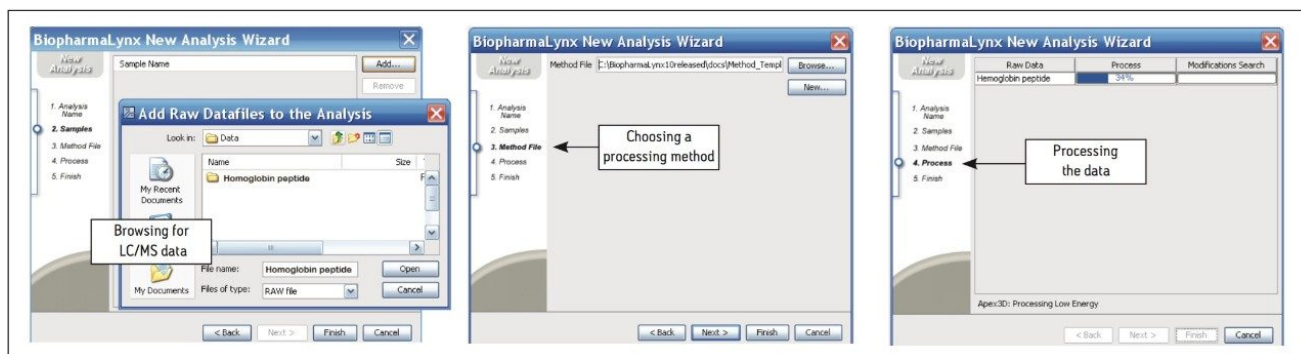 BiopharmaLynx New Analysis Wizard
New
Analysis
1. Analysis
Name
2. Samples
3. Method File
4. Process
5. Finish
Sample Name
Add...
Remove
Add Raw Datafiles to the Analysis
Look in:
Data
My Recent
Documents
Name
Size
Homoglobin peptide
Browsing for
LC/MS data
My Documents
File name:
Homoglobin peptide
Open
Files of type:
RAW file
Cancel
< Back
Next >
Finish
Cancel
BiopharmaLynx New Analysis Wizard
New
Analysis
1. Analysis
Name
2. Samples
3. Method File
4. Process
5. Finish
Method File
C:\BiopharmaLynx10released\docs\Method_Templ
Browse...
New...
Choosing a
processing method
< Back
Next >
Finish
Cancel
BiopharmaLynx New Analysis Wizard
New
Analysis
1. Analysis
Name
2. Samples
3. Method File
4. Process
5. Finish
Raw Data
Process
Modifications Search
Hemoglobin peptide
34%
Processing
the data
Apex3D: Processing Low Energy
< Back
Next >
Finish
Cancel